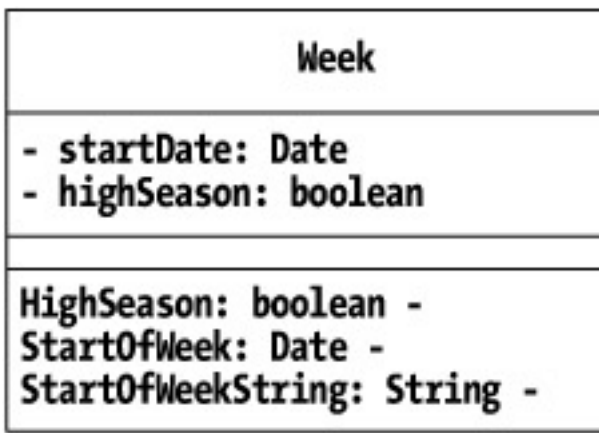 Week
- startDate: Date
- highSeason: boolean
HighSeason: boolean -
StartOfWeek: Date -
StartOfWeekString: String -